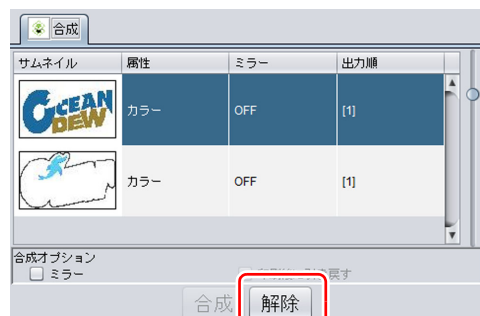 合成
サムネイル 属性 ミラー 出力順
OCEAN DEW カラー OFF [1]
カラー OFF [1]
合成オプション
ミラー 戻す
合成 解除